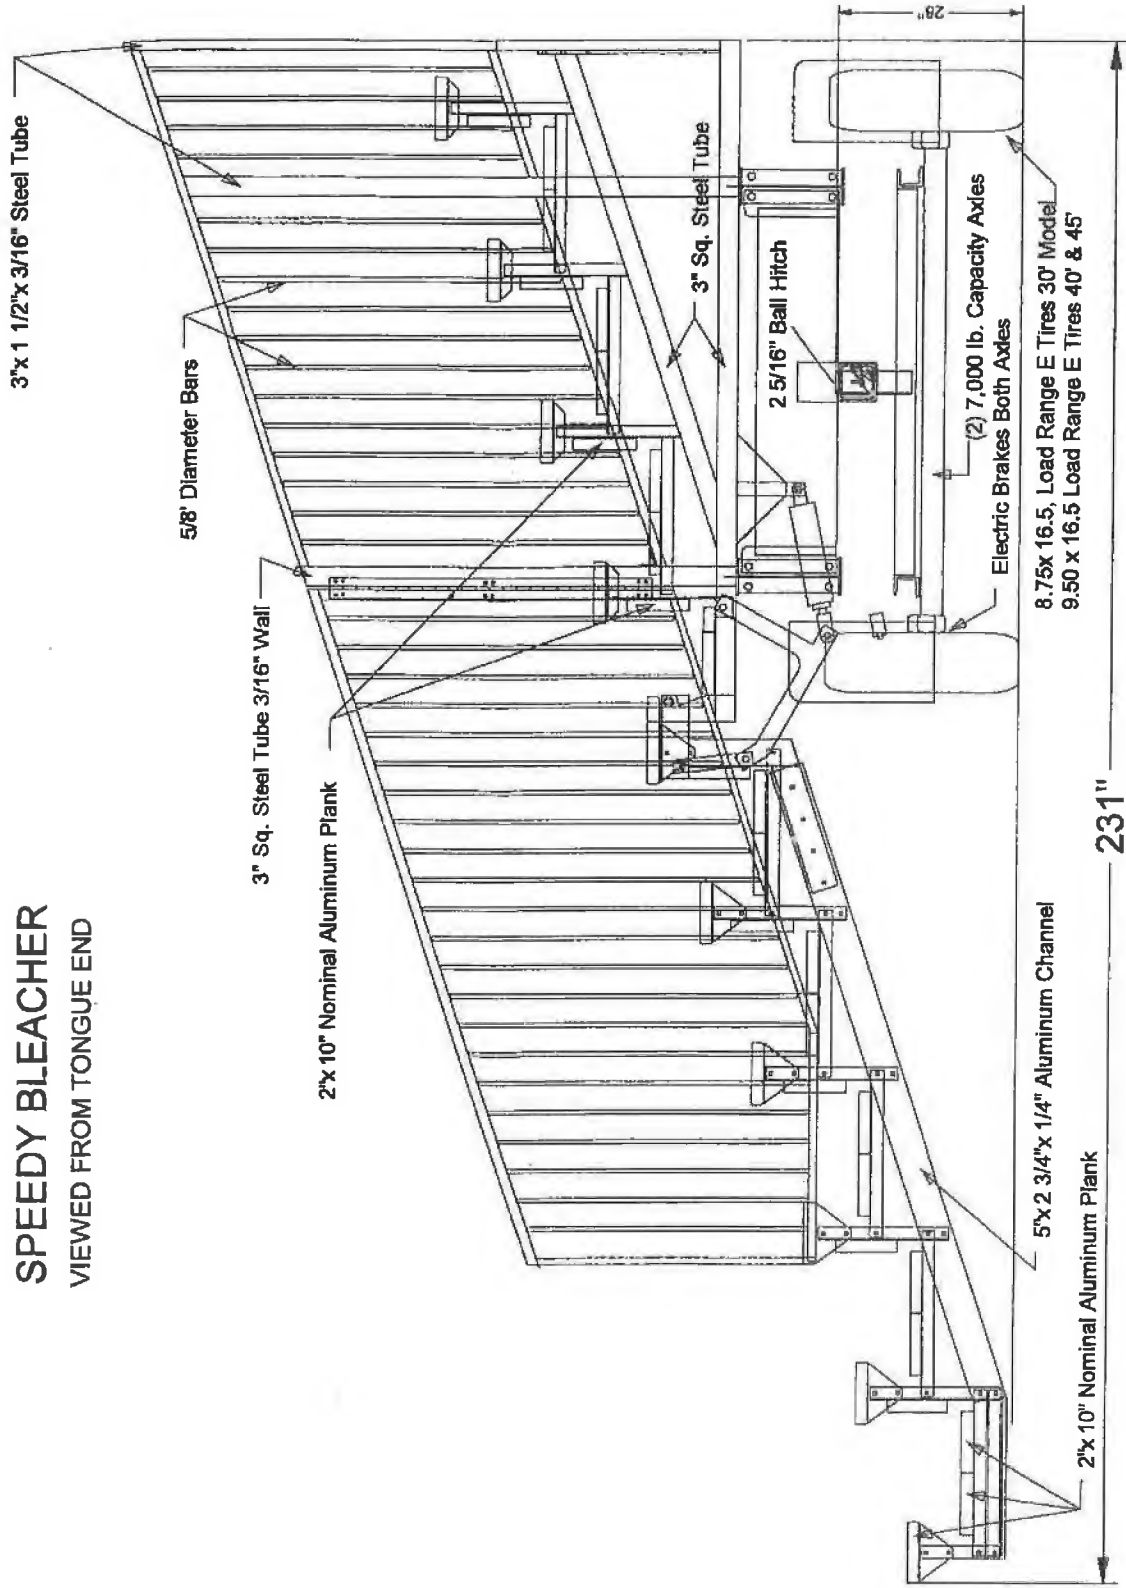 SPEEDY BLEACHER
VIEWED FROM TONGUE END
3"x 1 1/2"x 3/16" Steel Tube
5/8' Diameter Bars
3" Sq. Steel Tube 3/16" Wall
2"x 10" Nominal Aluminum Plank
3" Sq. Steel Tube
2 5/16" Ball Hitch
28"
(2) 7,000 lb. Capacity Axles
Electric Brakes Both Axles
8.75x 16.5, Load Range E Tires 30' Model
9.50 x 16.5 Load Range E Tires 40' & 45'
5"x 2 3/4"x 1/4" Aluminum Channel
2"x 10" Nominal Aluminum Plank
231"